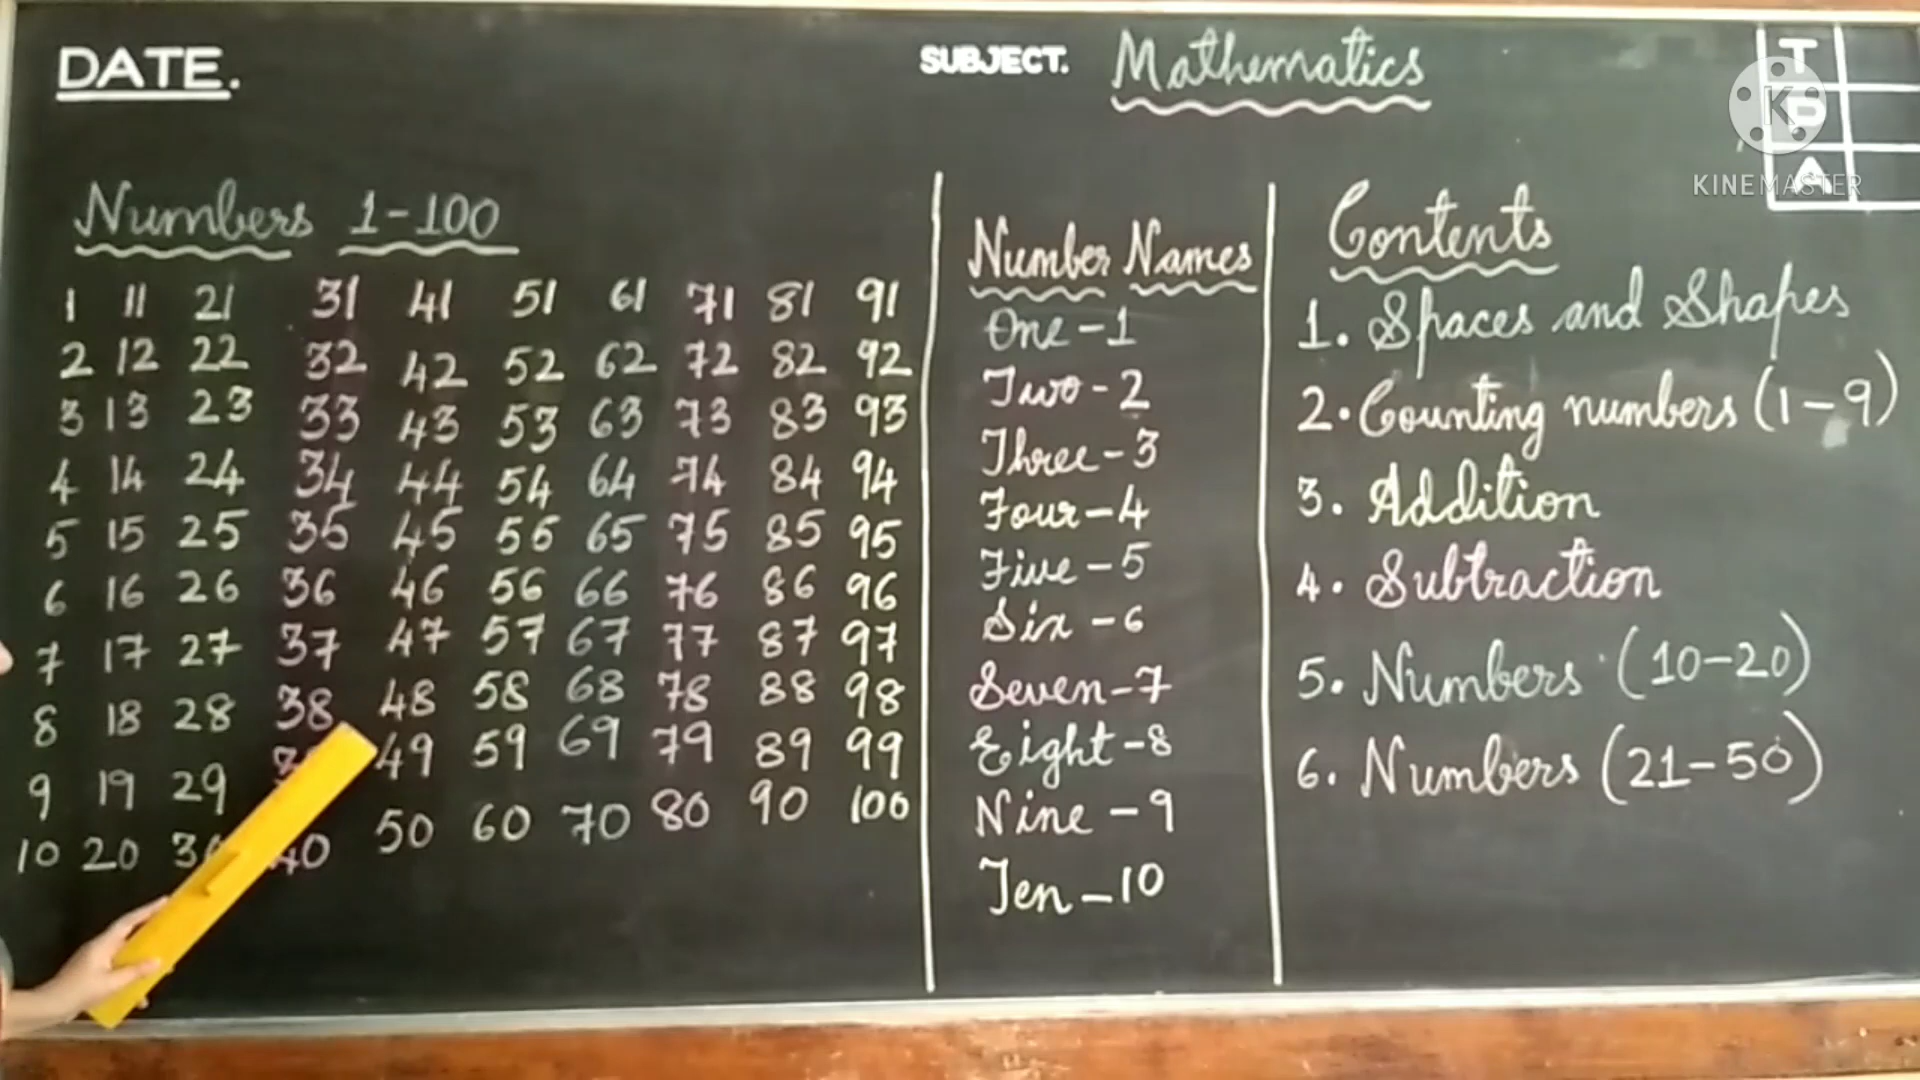 DATE.
SUBJECT. Mathematics
T
P
A
KINEMASTER
Numbers 1-100
1 11 21 31 41 51 61 71 81 91
2 12 22 32 42 52 62 72 82 92
3 13 23 33 43 53 63 73 83 93
4 14 24 34 44 54 64 74 84 94
5 15 25 35 45 55 65 75 85 95
6 16 26 36 46 56 66 76 86 96
7 17 27 37 47 57 67 77 87 97
8 18 28 38 48 58 68 78 88 98
9 19 29 49 59 69 79 89 99
10 20 40 50 60 70 80 90 100
Number Names
One-1
Two-2
Three-3
Four-4
Five-5
Six-6
Seven-7
Eight-8
Nine-9
Ten-10
Contents
1. Spaces and Shapes
2. Counting numbers (1-9)
3. Addition
4. Subtraction
5. Numbers (10-20)
6. Numbers (21-50)